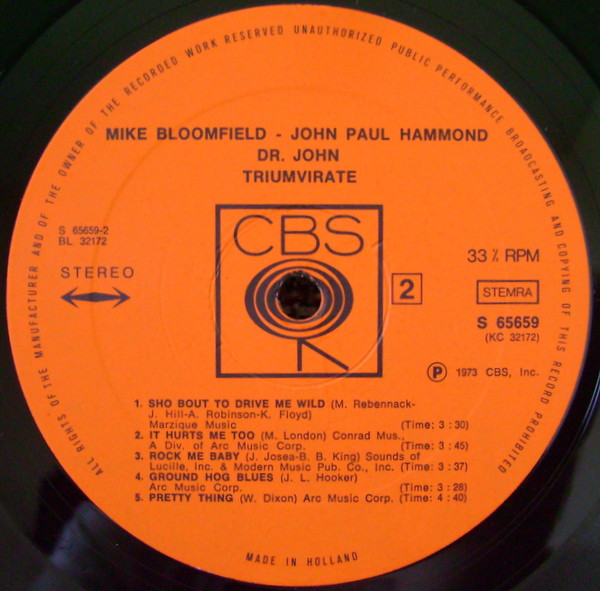 ALL RIGHTS OF THE MANUFACTURER AND OF THE OWNER OF THE RECORDED WORK RESERVED UNAUTHORIZED PUBLIC PERFORMANCE BROADCASTING AND COPYING OF THIS RECORD PROHIBITED
MIKE BLOOMFIELD - JOHN PAUL HAMMOND
DR. JOHN
TRIUMVIRATE
S 65659-2
BL 32172
STEREO
CBS
2
33 ⅓ RPM
STEMRA
S 65659
(KC 32172)
Ⓟ 1973 CBS, Inc.
1. SHO BOUT TO DRIVE ME WILD (M. Rebennack-
J. Hill-A. Robinson-K. Floyd)
Marzique Music (Time: 3 : 30)
2. IT HURTS ME TOO (M. London) Conrad Mus.,
A Div. of Arc Music Corp. (Time: 3 : 45)
3. ROCK ME BABY (J. Josea-B. B. King) Sounds of
Lucille, Inc. & Modern Music Pub. Co., Inc. (Time: 3 : 37)
4. GROUND HOG BLUES (J. L. Hooker)
Arc Music Corp. (Time: 3 : 28)
5. PRETTY THING (W. Dixon) Arc Music Corp. (Time: 4 : 40)
MADE IN HOLLAND